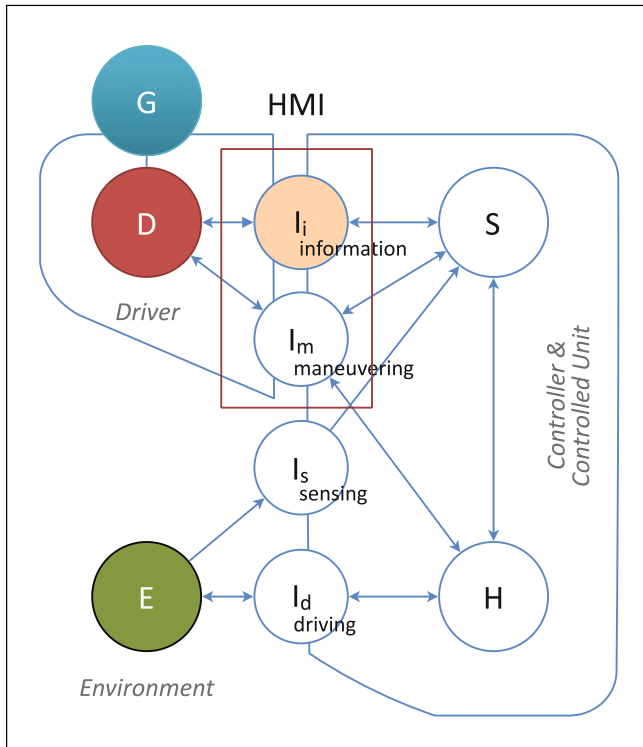 G
HMI
D
Ii
information
S
Driver
Im
maneuvering
Controller &
Controlled Unit
Is
sensing
E
Id
driving
H
Environment